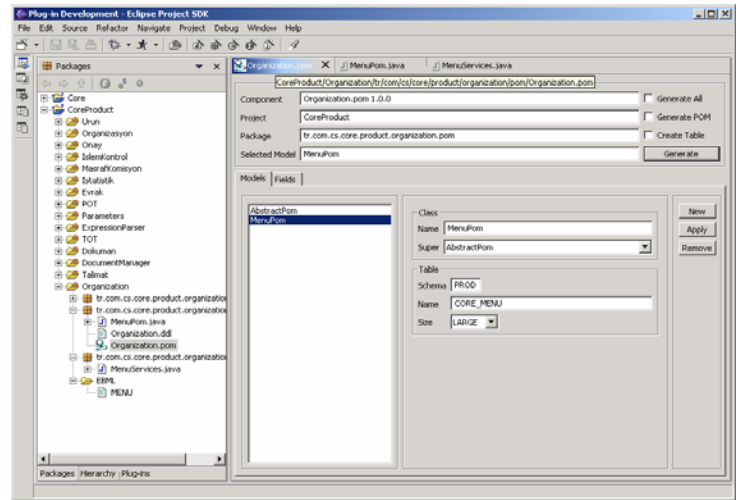 Plug-in Development - Eclipse Project SDK
File Edit Source Refactor Navigate Project Debug Window Help
Packages
Organization.pom X MenuPom.java MenuServices.java
CoreProduct/Organization/tr/com/cs/core/product/organization/pom/Organization.pom
Core
CoreProduct
Urun
Organizasyon
Onay
IslemKontrol
MasrafKomisyon
Istatistik
Evrak
POT
Parameters
ExpressionParser
TOT
Dokuman
DocumentManager
Talimat
Organization
tr.com.cs.core.product.organizatio
tr.com.cs.core.product.organizatio
MenuPom.java
Organization.ddl
Organization.pom
tr.com.cs.core.product.organizatio
MenuServices.java
EBML
MENU
Packages Hierarchy Plug-ins
Component Organization.pom 1.0.0 Generate All
Project CoreProduct Generate POM
Package tr.com.cs.core.product.organization.pom Create Table
Selected Model MenuPom Generate
Models Fields
AbstractPom
MenuPom
Class
Name MenuPom
Super AbstractPom
Table
Schema PROD
Name CORE_MENU
Size LARGE
New
Apply
Remove